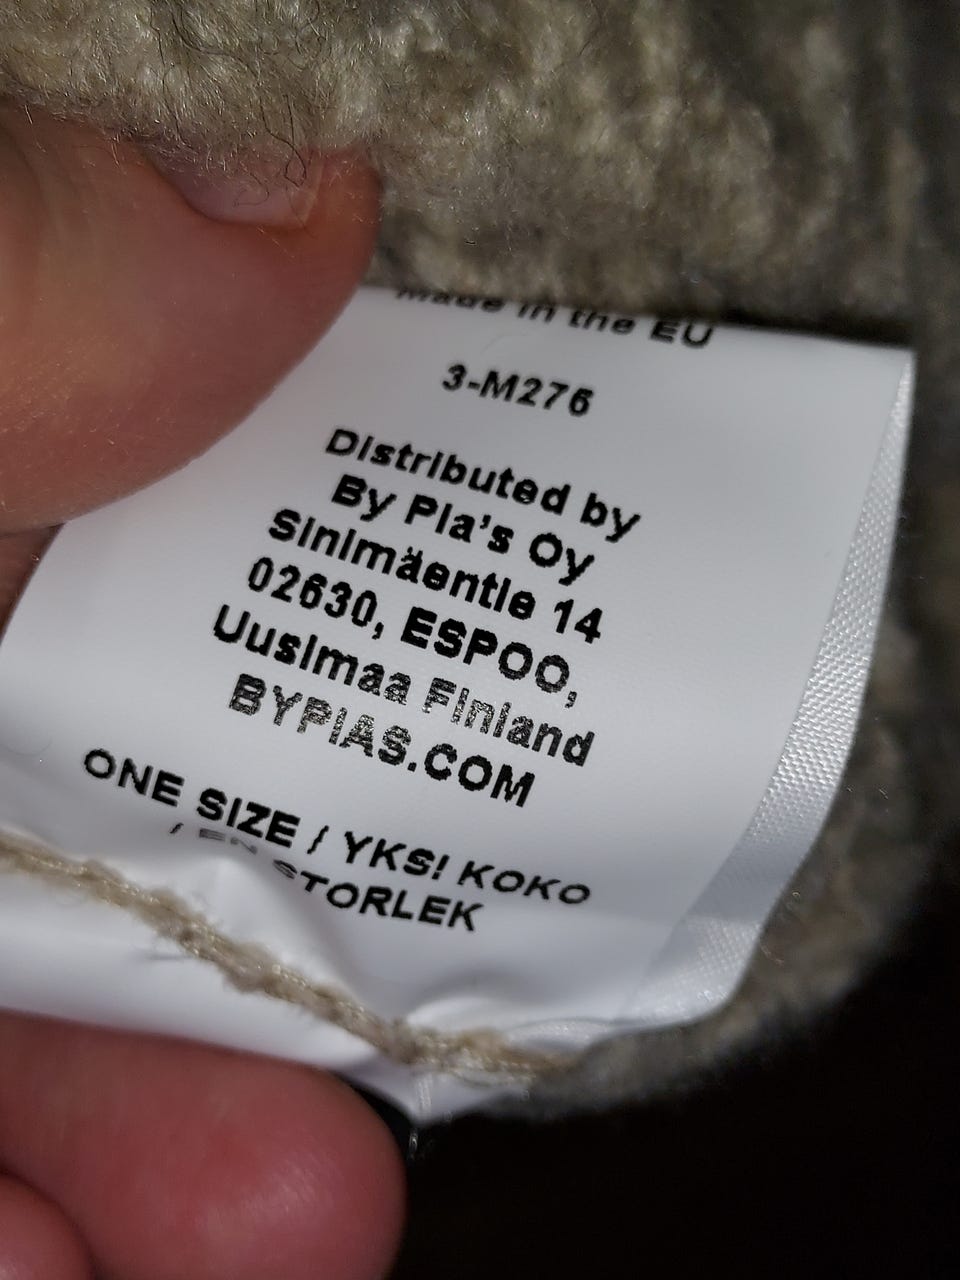 Made in the EU
3-M276
Distributed by
By Pia's Oy
Sinimäentie 14
02630, ESPOO,
Uusimaa Finland
BYPIAS.COM
ONE SIZE / YKSI KOKO
/ EN STORLEK